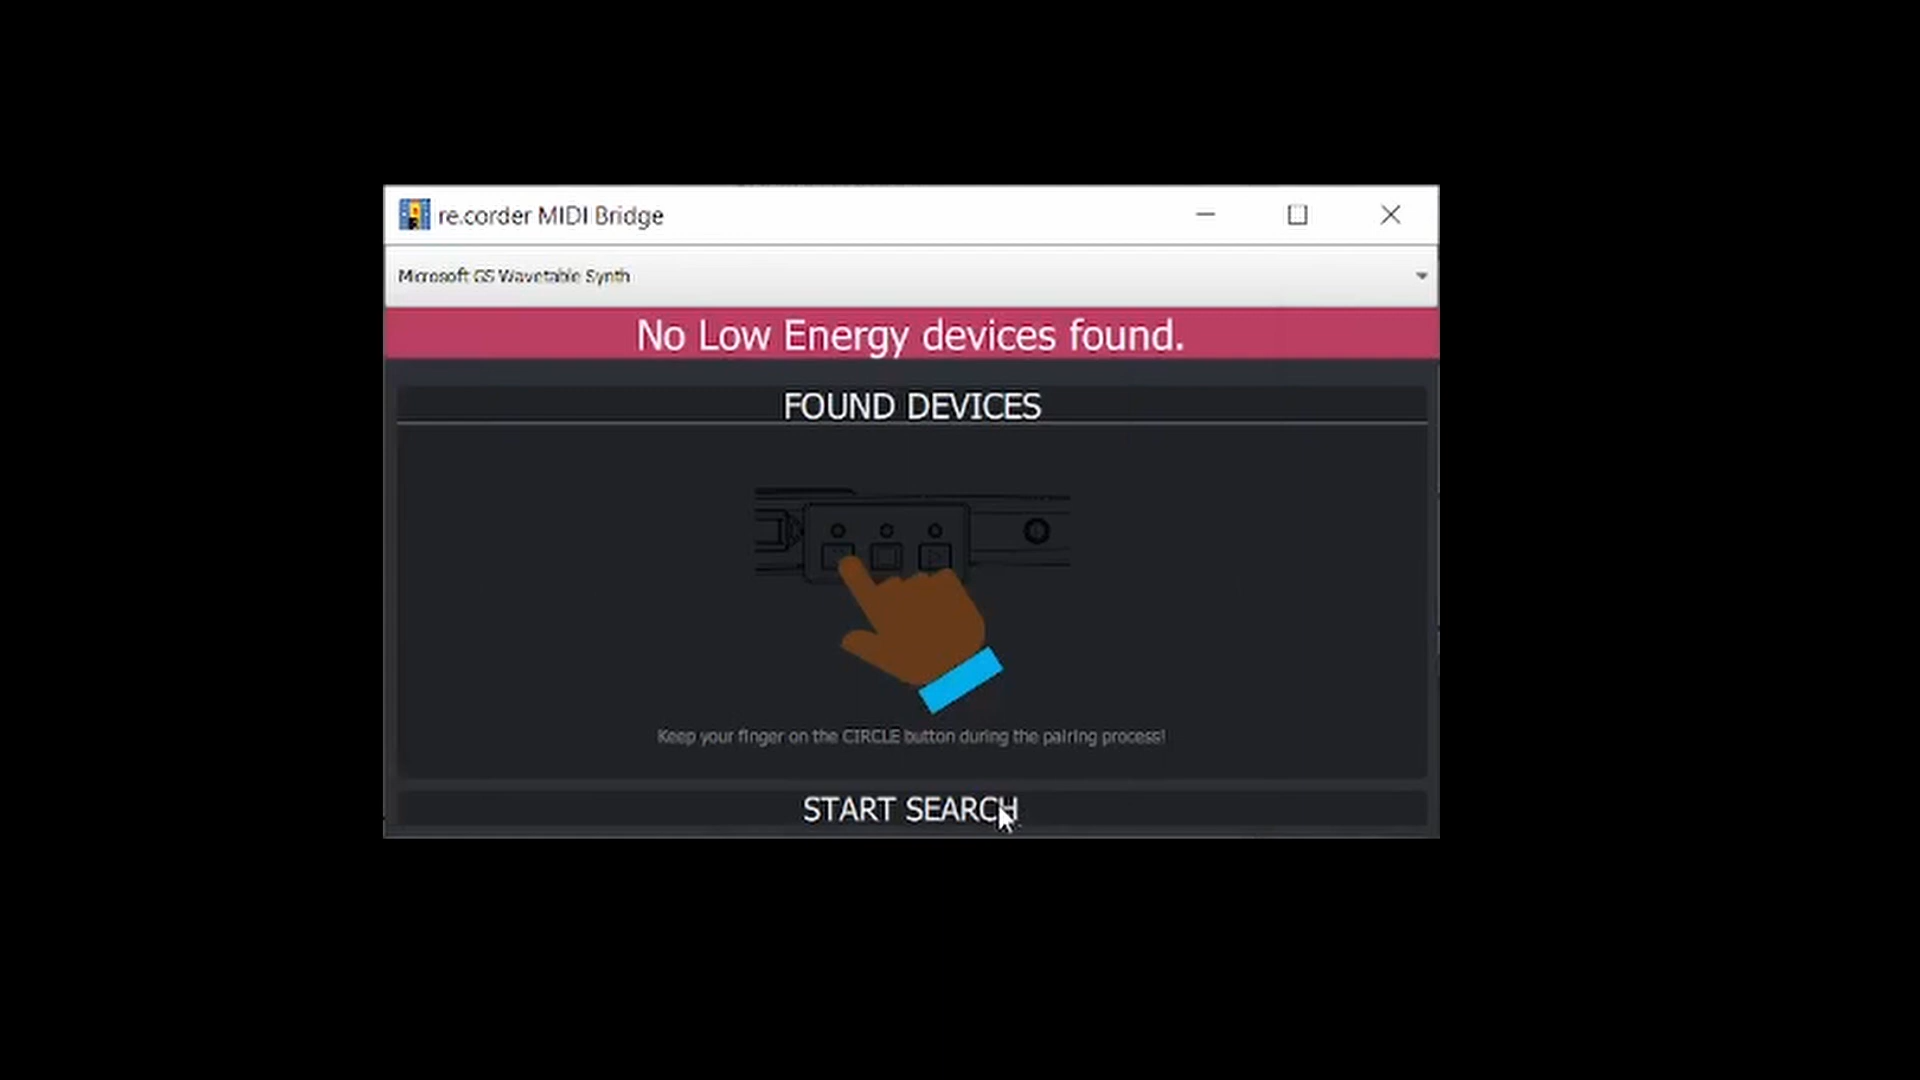 re.corder MIDI Bridge
Microsoft GS Wavetable Synth
No Low Energy devices found.
FOUND DEVICES
Keep your finger on the CIRCLE button during the pairing process!
START SEARCH